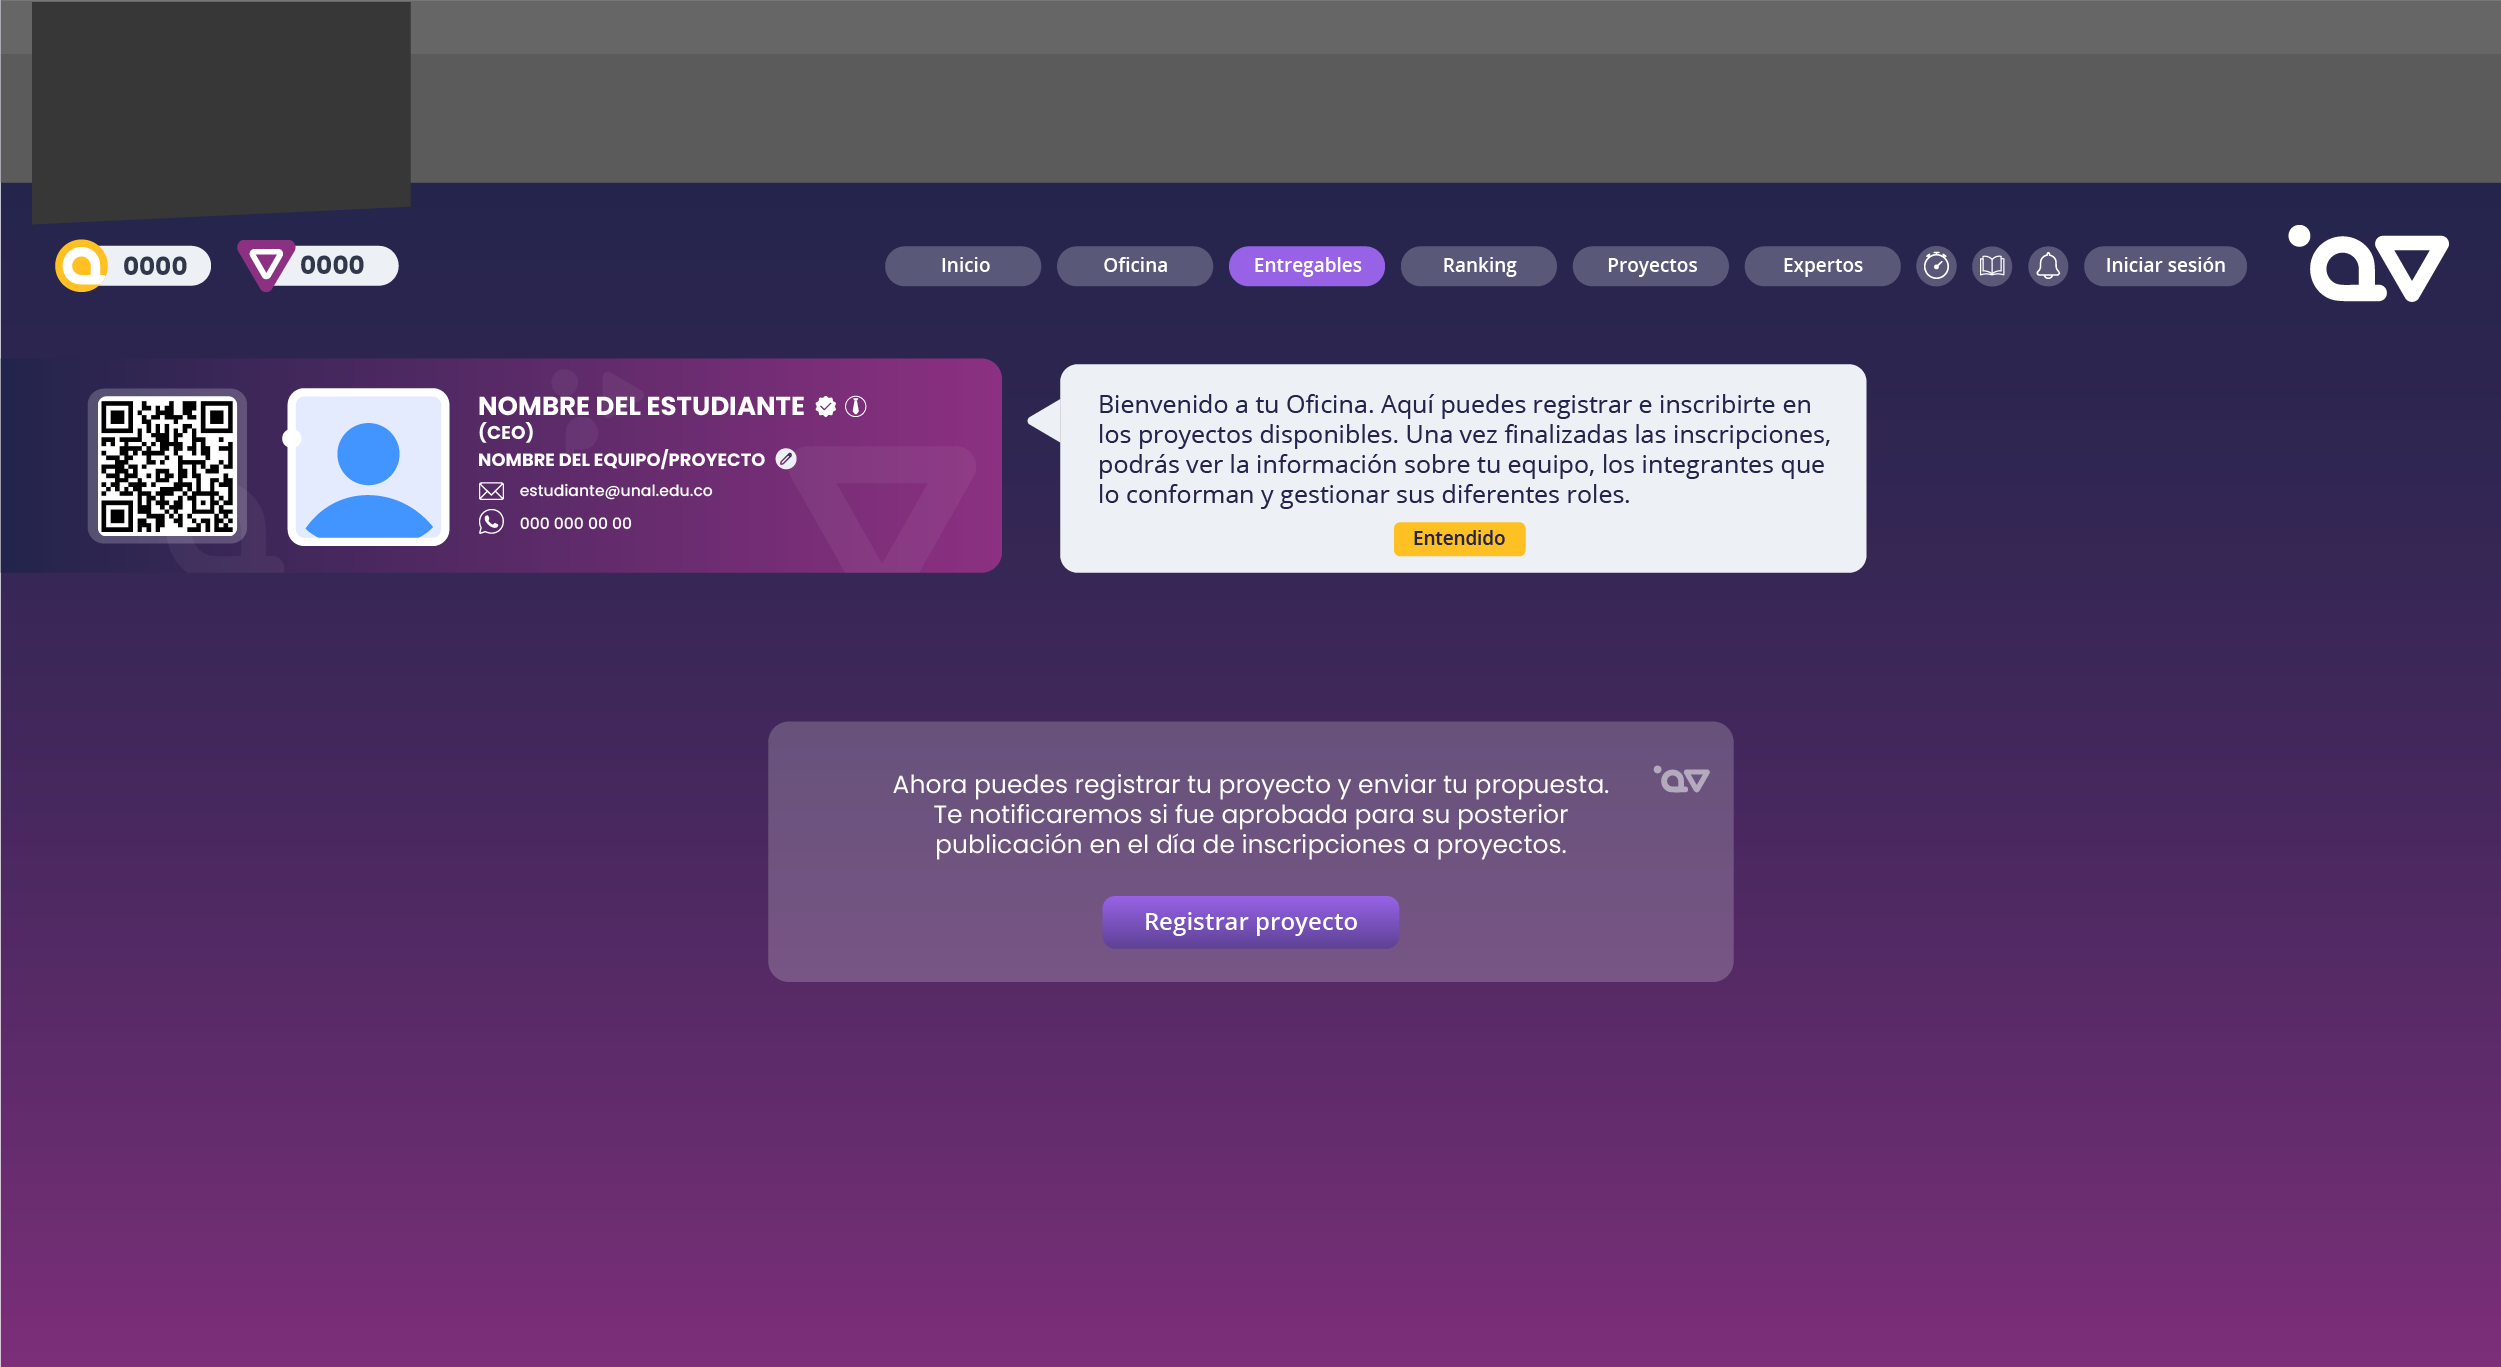 0000
0000
Inicio
Oficina
Entregables
Ranking
Proyectos
Expertos
Iniciar sesión
av
NOMBRE DEL ESTUDIANTE
(CEO)
NOMBRE DEL EQUIPO/PROYECTO
estudiante@unal.edu.co
000 000 00 00
Bienvenido a tu Oficina. Aquí puedes registrar e inscribirte en
los proyectos disponibles. Una vez finalizadas las inscripciones,
podrás ver la información sobre tu equipo, los integrantes que
lo conforman y gestionar sus diferentes roles.
Entendido
Ahora puedes registrar tu proyecto y enviar tu propuesta.
Te notificaremos si fue aprobada para su posterior
publicación en el día de inscripciones a proyectos.
av
Registrar proyecto